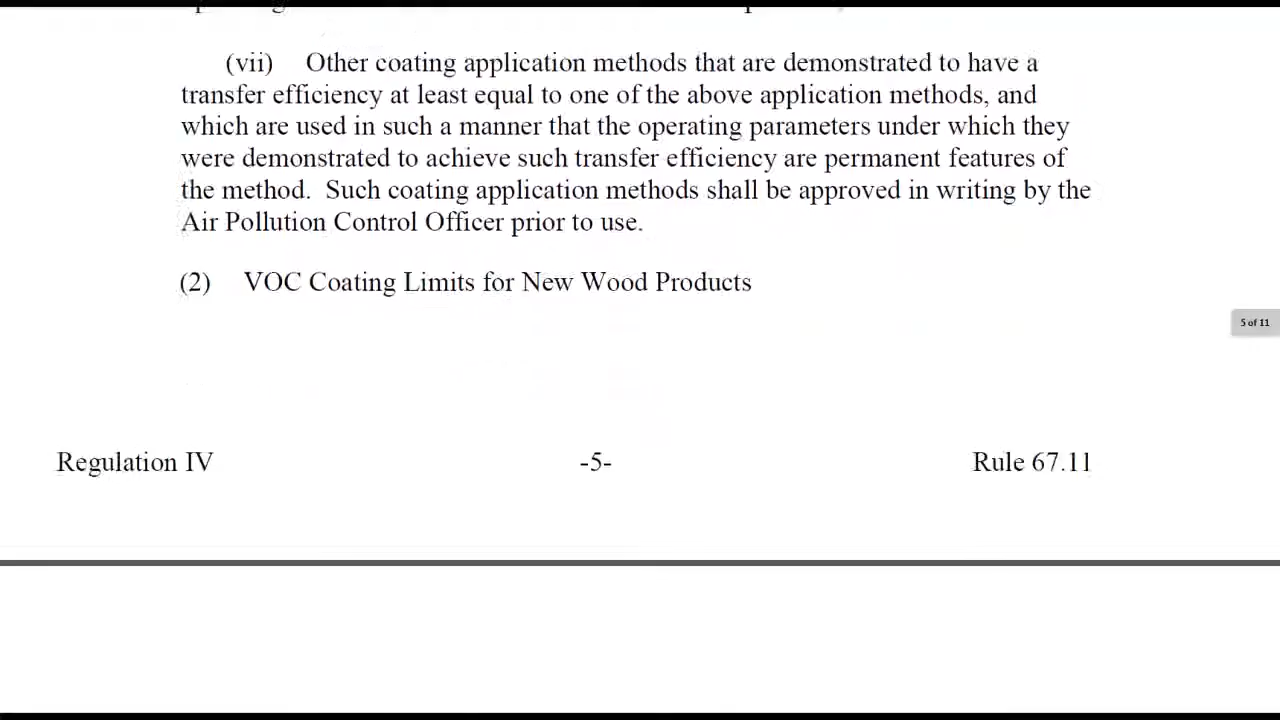 (vii) Other coating application methods that are demonstrated to have a
transfer efficiency at least equal to one of the above application methods, and
which are used in such a manner that the operating parameters under which they
were demonstrated to achieve such transfer efficiency are permanent features of
the method. Such coating application methods shall be approved in writing by the
Air Pollution Control Officer prior to use.
(2) VOC Coating Limits for New Wood Products
5 of 11
Regulation IV -5- Rule 67.11